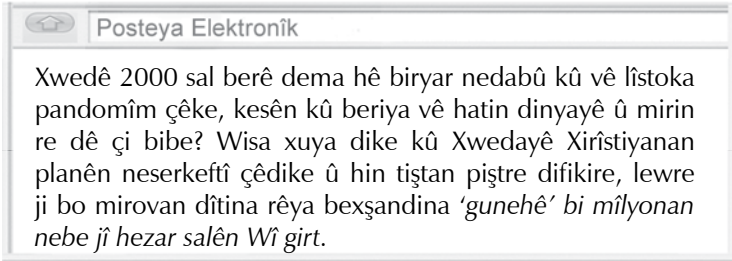 Posteya Elektronîk
Xwedê 2000 sal berê dema hê biryar nedabû kû vê lîstoka
pandomîm çêke, kesên kû beriya vê hatin dinyayê û mirin
re dê çi bibe? Wisa xuya dike kû Xwedayê Xirîstiyanan
planên neserkeftî çêdike û hin tiştan piştre difikire, lewre
ji bo mirovan dîtina rêya bexşandina ‘gunehê’ bi mîlyonan
nebe jî hezar salên Wî girt.